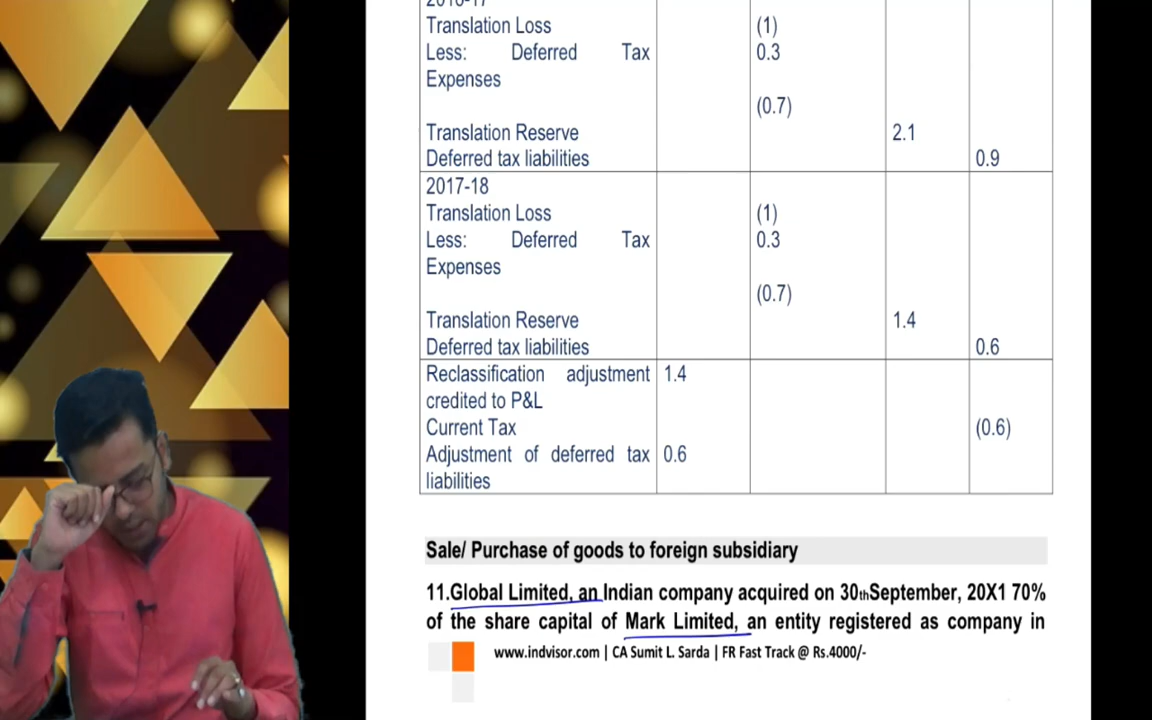 2016-17
Translation Loss (1)
Less: Deferred Tax 0.3
Expenses
(0.7)
Translation Reserve 2.1
Deferred tax liabilities 0.9
2017-18
Translation Loss (1)
Less: Deferred Tax 0.3
Expenses
(0.7)
Translation Reserve 1.4
Deferred tax liabilities 0.6
Reclassification adjustment 1.4
credited to P&L
Current Tax (0.6)
Adjustment of deferred tax 0.6
liabilities
Sale/ Purchase of goods to foreign subsidiary
11.Global Limited, an Indian company acquired on 30thSeptember, 20X1 70%
of the share capital of Mark Limited, an entity registered as company in
www.indvisor.com | CA Sumit L. Sarda | FR Fast Track @ Rs.4000/-